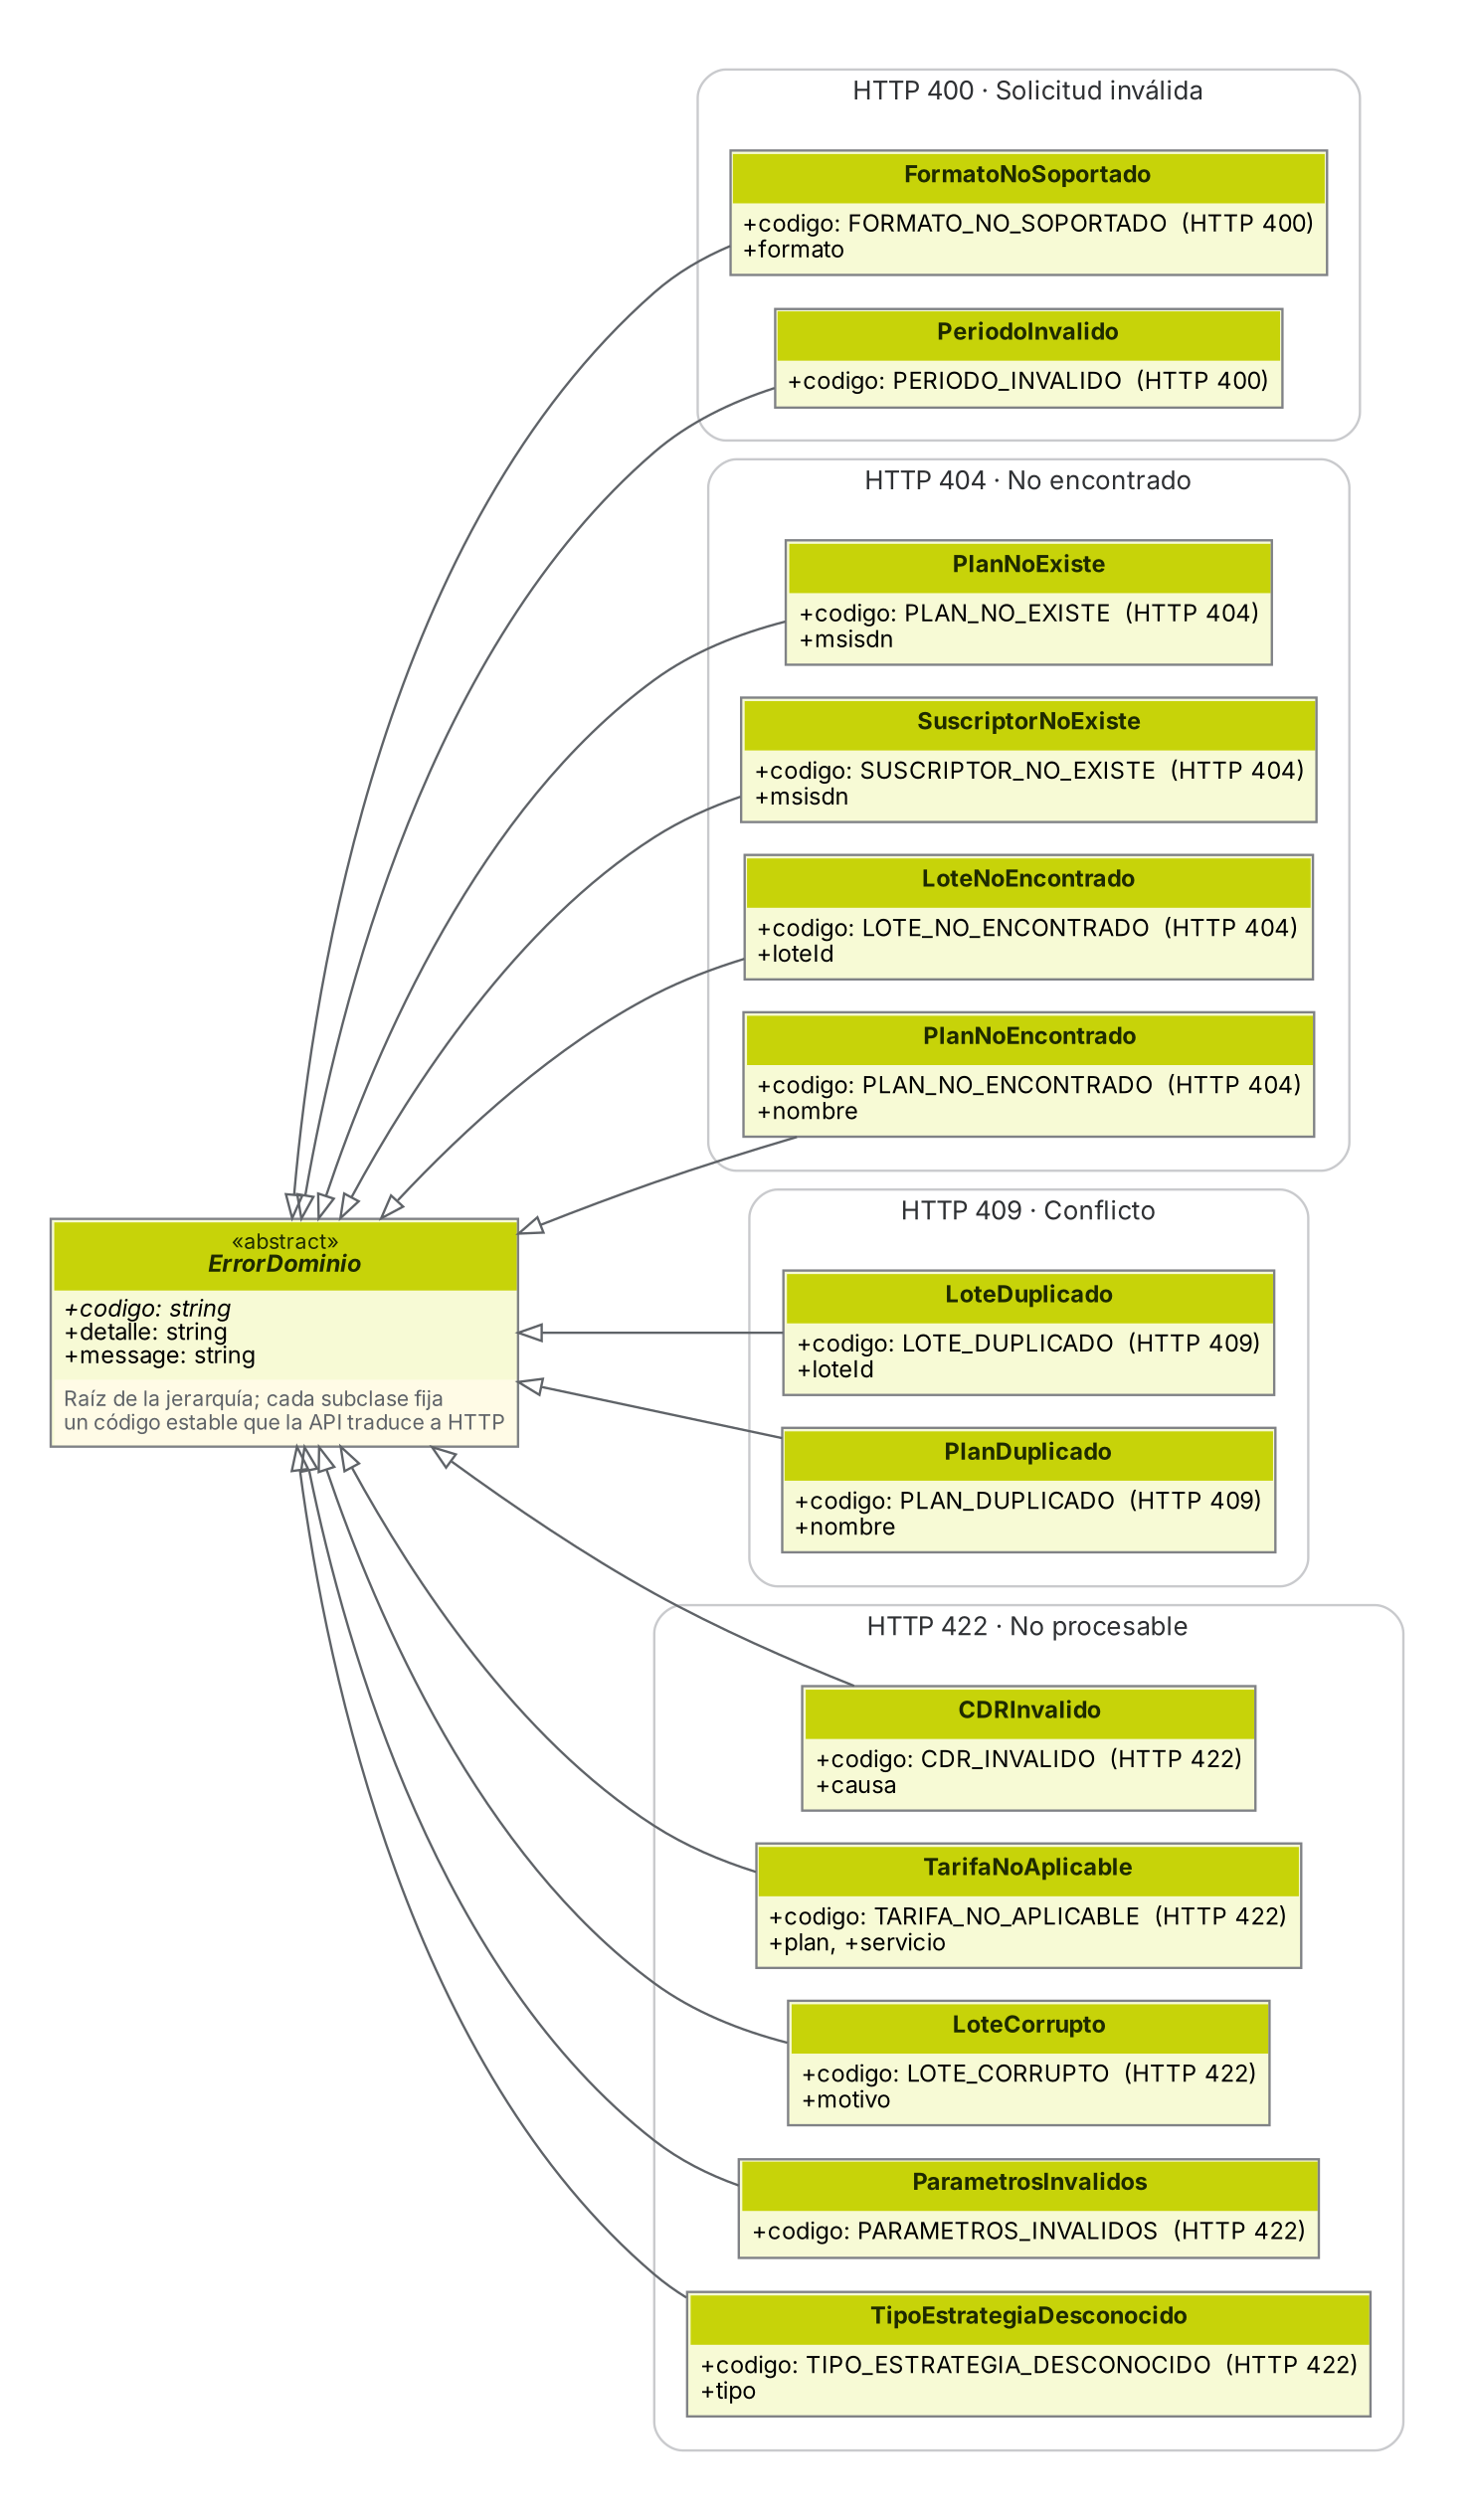 HTTP 400 · Solicitud inválida
FormatoNoSoportado
+codigo: FORMATO_NO_SOPORTADO (HTTP 400)
+formato
PeriodoInvalido
+codigo: PERIODO_INVALIDO (HTTP 400)
HTTP 404 · No encontrado
PlanNoExiste
+codigo: PLAN_NO_EXISTE (HTTP 404)
+msisdn
SuscriptorNoExiste
+codigo: SUSCRIPTOR_NO_EXISTE (HTTP 404)
+msisdn
LoteNoEncontrado
+codigo: LOTE_NO_ENCONTRADO (HTTP 404)
+loteId
PlanNoEncontrado
+codigo: PLAN_NO_ENCONTRADO (HTTP 404)
+nombre
«abstract»
ErrorDominio
+codigo: string
+detalle: string
+message: string
Raíz de la jerarquía; cada subclase fija
un código estable que la API traduce a HTTP
HTTP 409 · Conflicto
LoteDuplicado
+codigo: LOTE_DUPLICADO (HTTP 409)
+loteId
PlanDuplicado
+codigo: PLAN_DUPLICADO (HTTP 409)
+nombre
HTTP 422 · No procesable
CDRInvalido
+codigo: CDR_INVALIDO (HTTP 422)
+causa
TarifaNoAplicable
+codigo: TARIFA_NO_APLICABLE (HTTP 422)
+plan, +servicio
LoteCorrupto
+codigo: LOTE_CORRUPTO (HTTP 422)
+motivo
ParametrosInvalidos
+codigo: PARAMETROS_INVALIDOS (HTTP 422)
TipoEstrategiaDesconocido
+codigo: TIPO_ESTRATEGIA_DESCONOCIDO (HTTP 422)
+tipo